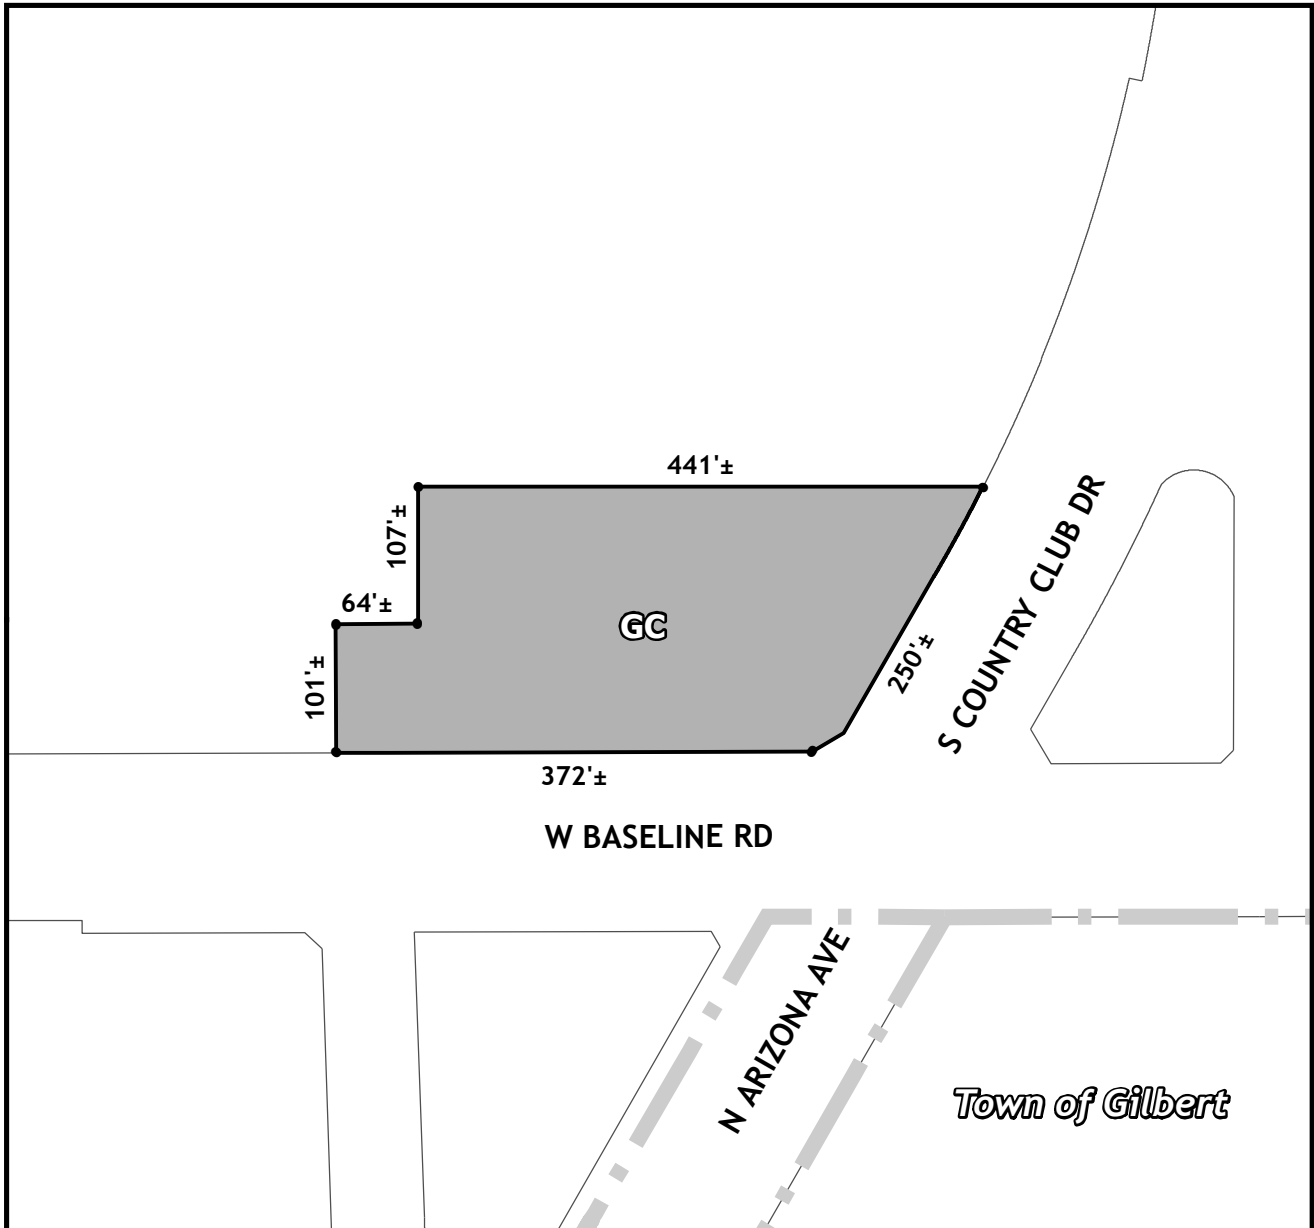 441'±
107'±
64'±
GC
101'±
250'±
372'±
S COUNTRY CLUB DR
W BASELINE RD
N ARIZONA AVE
Town of Gilbert